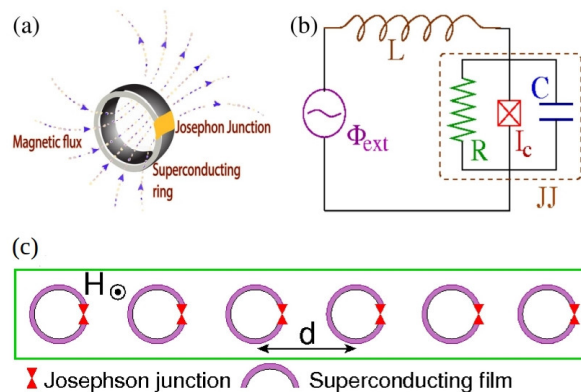 (a)
Josephon Junction
Magnetic flux
Superconducting
ring
(b)
L
Φext
R
Ic
C
JJ
(c)
H
d
Josephson junction
Superconducting film